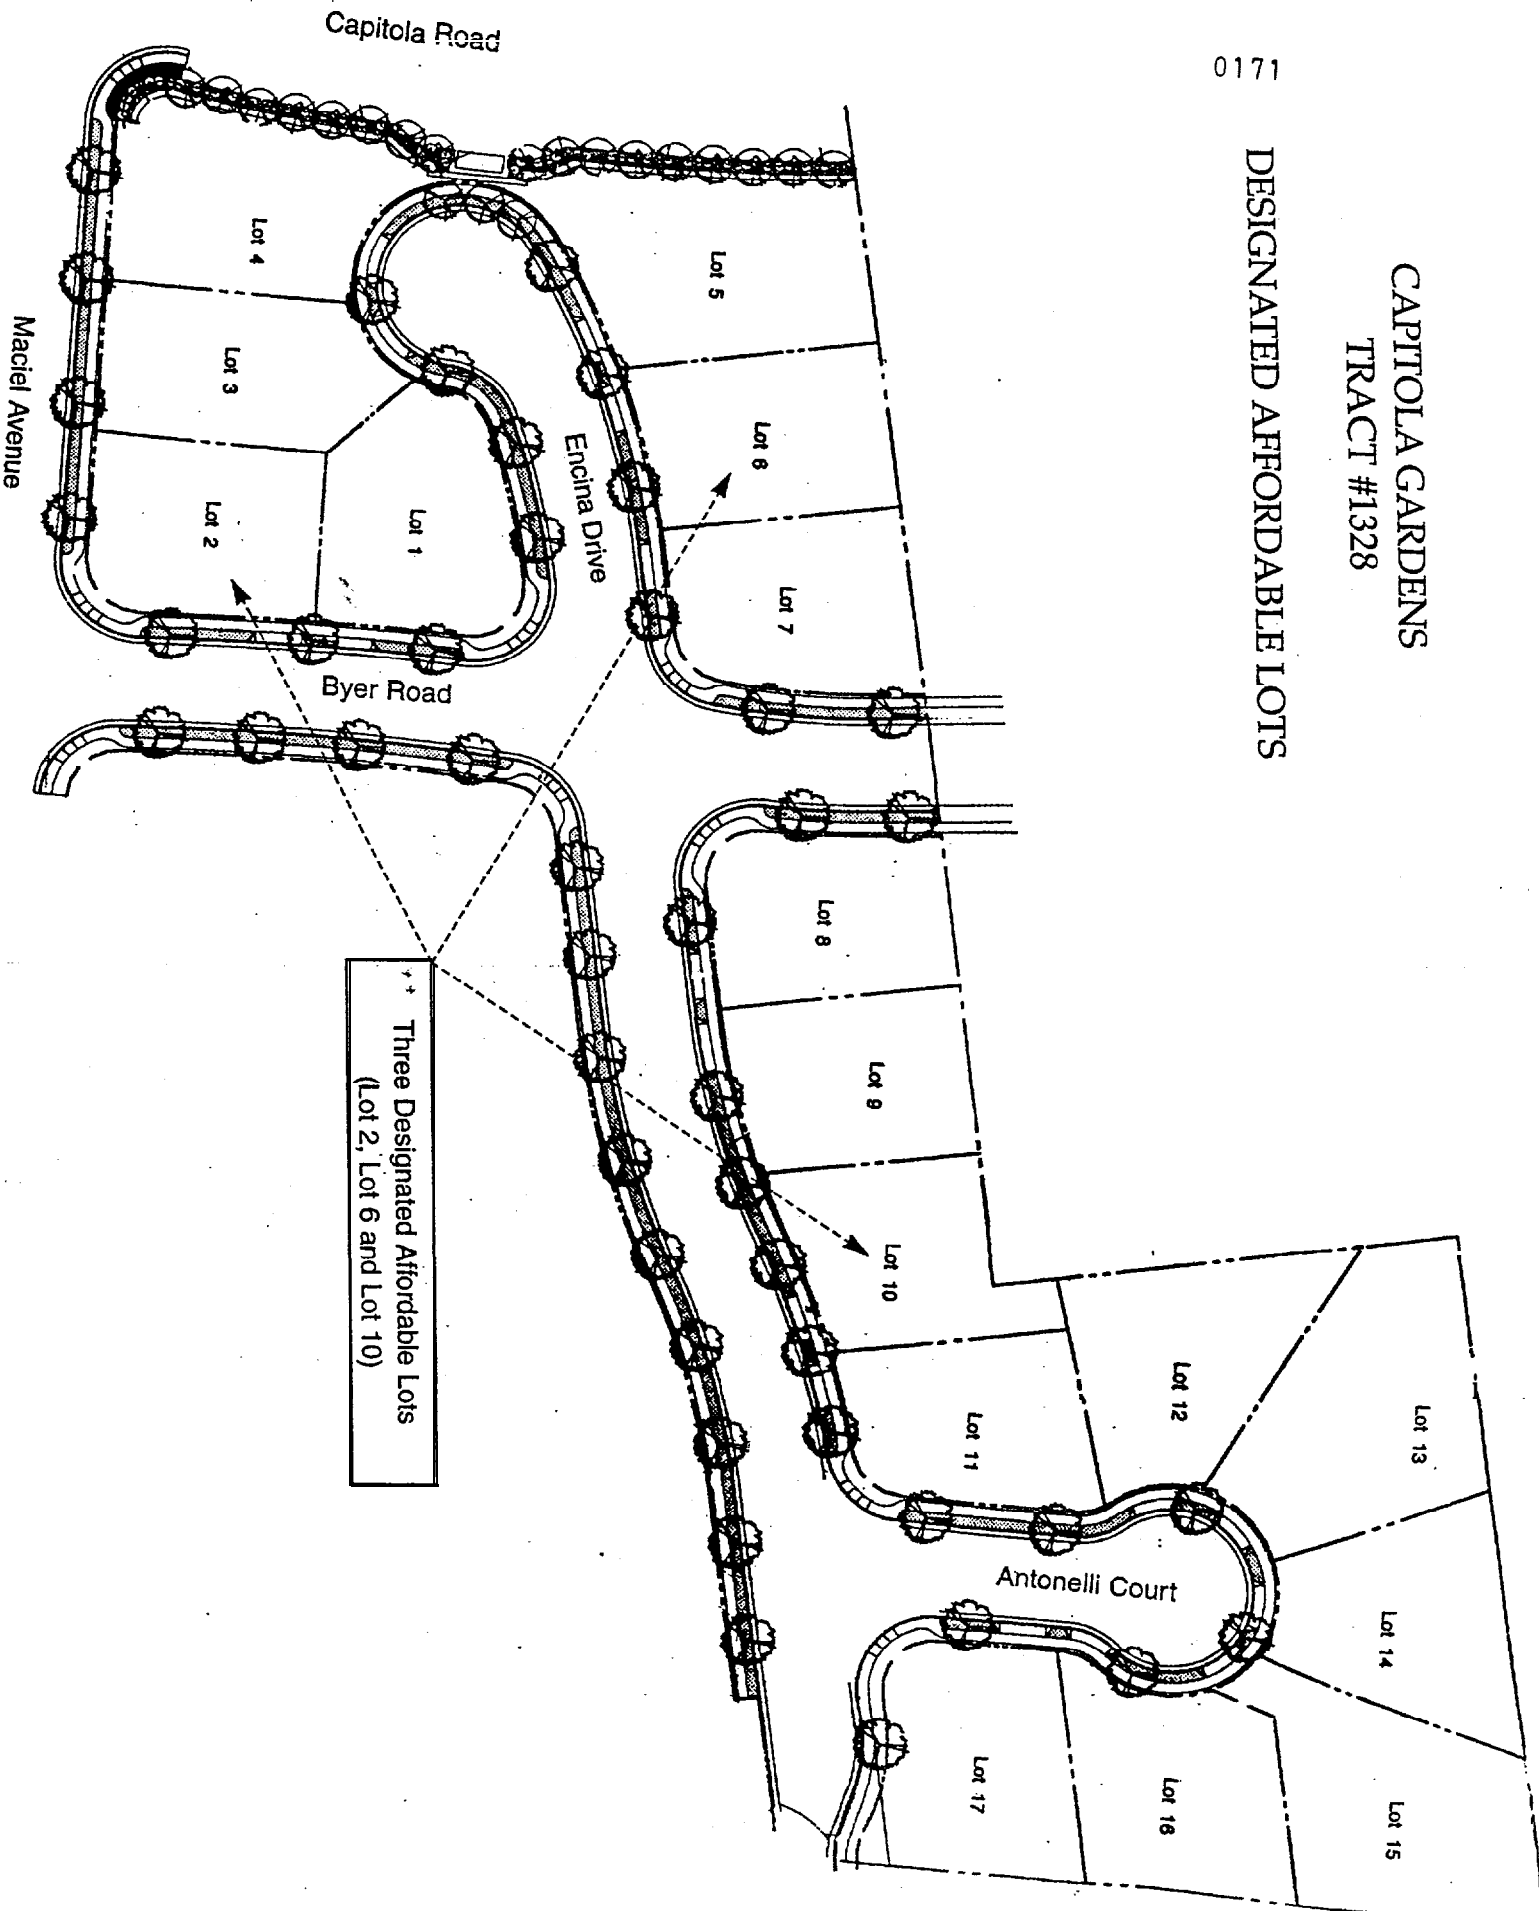 0171
CAPITOLA GARDENS
TRACT #1328
DESIGNATED AFFORDABLE LOTS
Capitola Road
Maciel Avenue
Encina Drive
Byer Road
Antonelli Court
Lot 1
Lot 2
Lot 3
Lot 4
Lot 5
Lot 6
Lot 7
Lot 8
Lot 9
Lot 10
Lot 11
Lot 12
Lot 13
Lot 14
Lot 15
Lot 16
Lot 17
** Three Designated Affordable Lots
(Lot 2, Lot 6 and Lot 10)